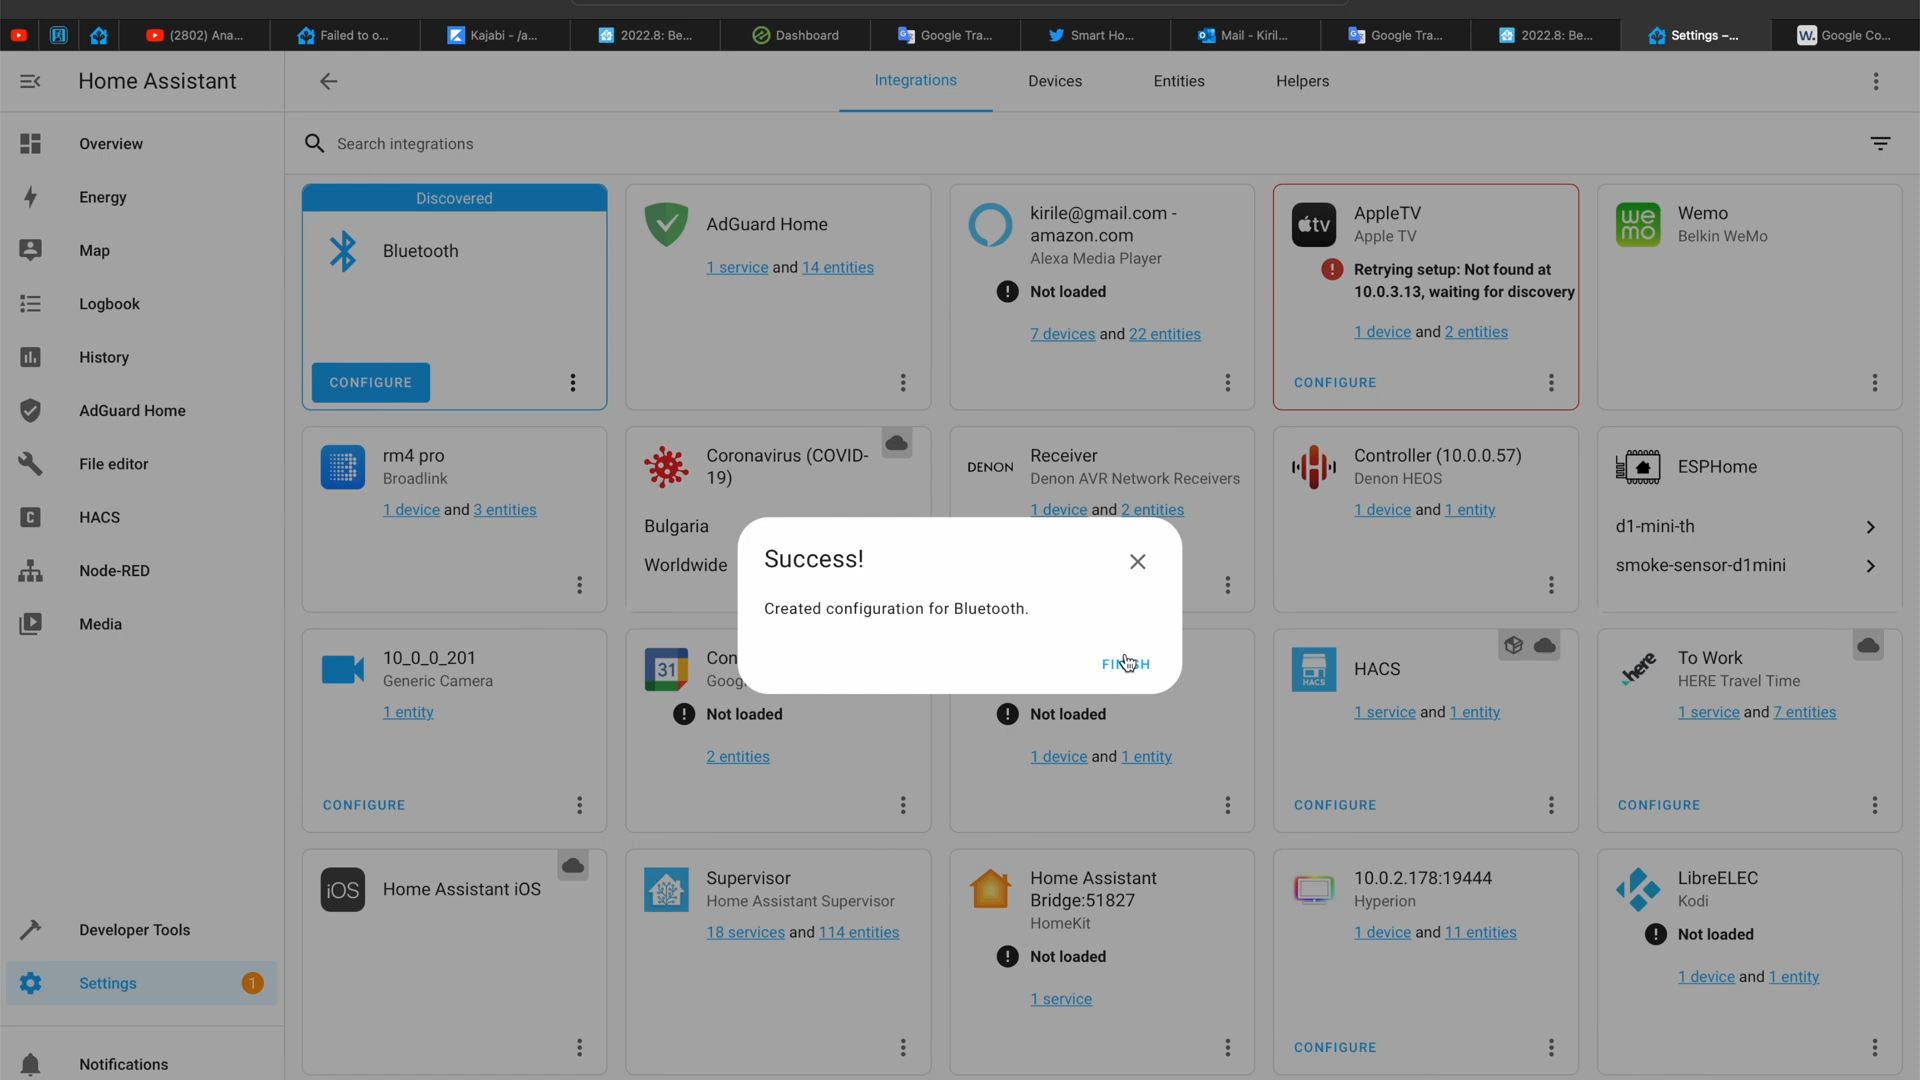 (2802) Ana...
Failed to o...
Kajabi - /a...
2022.8: Be...
Dashboard
Google Tra...
Smart Ho...
Mail - Kiril...
Google Tra...
2022.8: Be...
Settings –...
W.
Google Co...
Home Assistant
Integrations
Devices
Entities
Helpers
Overview
Energy
Map
Logbook
History
AdGuard Home
File editor
C
HACS
Node-RED
Media
Developer Tools
Settings
1
Notifications
Search integrations
Discovered
Bluetooth
CONFIGURE
AdGuard Home
1 service and 14 entities
kirile@gmail.com -
amazon.com
Alexa Media Player
! Not loaded
7 devices and 22 entities
tv
AppleTV
Apple TV
! Retrying setup: Not found at
10.0.3.13, waiting for discovery
1 device and 2 entities
CONFIGURE
we
mo
Wemo
Belkin WeMo
rm4 pro
Broadlink
1 device and 3 entities
Coronavirus (COVID-
19)
Bulgaria
Worldwide
DENON
Receiver
Denon AVR Network Receivers
1 device and 2 entities
Controller (10.0.0.57)
Denon HEOS
1 device and 1 entity
ESPHome
d1-mini-th
smoke-sensor-d1mini
Success!
Created configuration for Bluetooth.
10_0_0_201
Generic Camera
1 entity
CONFIGURE
31
Con
Goog
! Not loaded
2 entities
! Not loaded
1 device and 1 entity
HACS
HACS
1 service and 1 entity
CONFIGURE
here
To Work
HERE Travel Time
1 service and 7 entities
CONFIGURE
iOS
Home Assistant iOS
Supervisor
Home Assistant Supervisor
18 services and 114 entities
Home Assistant
Bridge:51827
HomeKit
! Not loaded
1 service
10.0.2.178:19444
Hyperion
1 device and 11 entities
CONFIGURE
LibreELEC
Kodi
! Not loaded
1 device and 1 entity